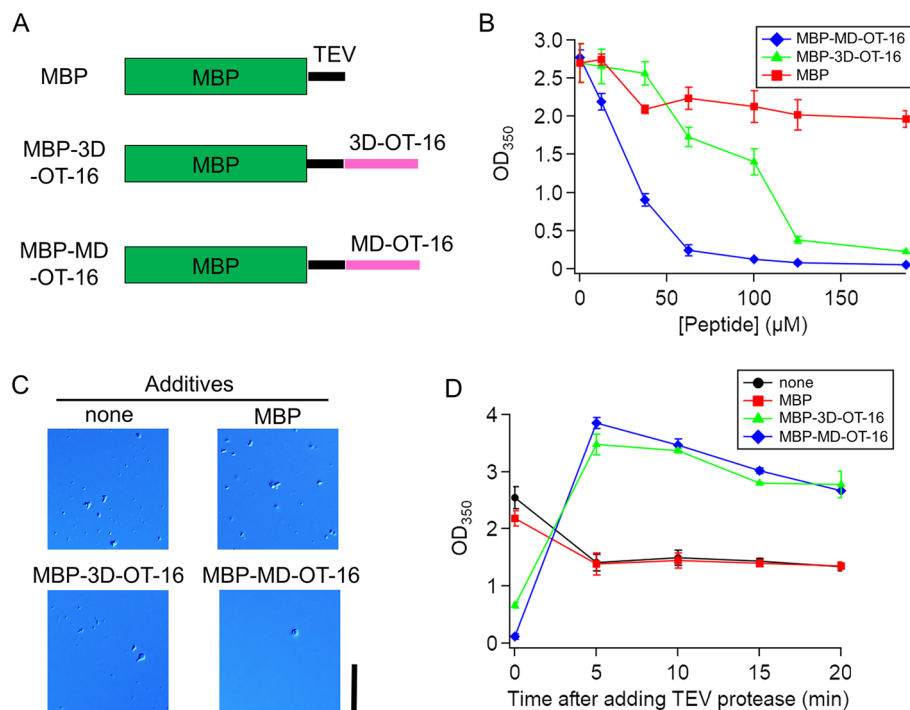 A
TEV
MBP
MBP
3D-OT-16
MBP-3D
-OT-16
MBP
MD-OT-16
MBP-MD
-OT-16
MBP
B
MBP-MD-OT-16
MBP-3D-OT-16
MBP
3.0
2.5
2.0
1.5
1.0
0.5
0
OD350
0
50
100
150
[Peptide] (µM)
C
Additives
none
MBP
MBP-3D-OT-16
MBP-MD-OT-16
D
none
MBP
MBP-3D-OT-16
MBP-MD-OT-16
4
3
2
1
0
OD350
0
5
10
15
20
Time after adding TEV protease (min)